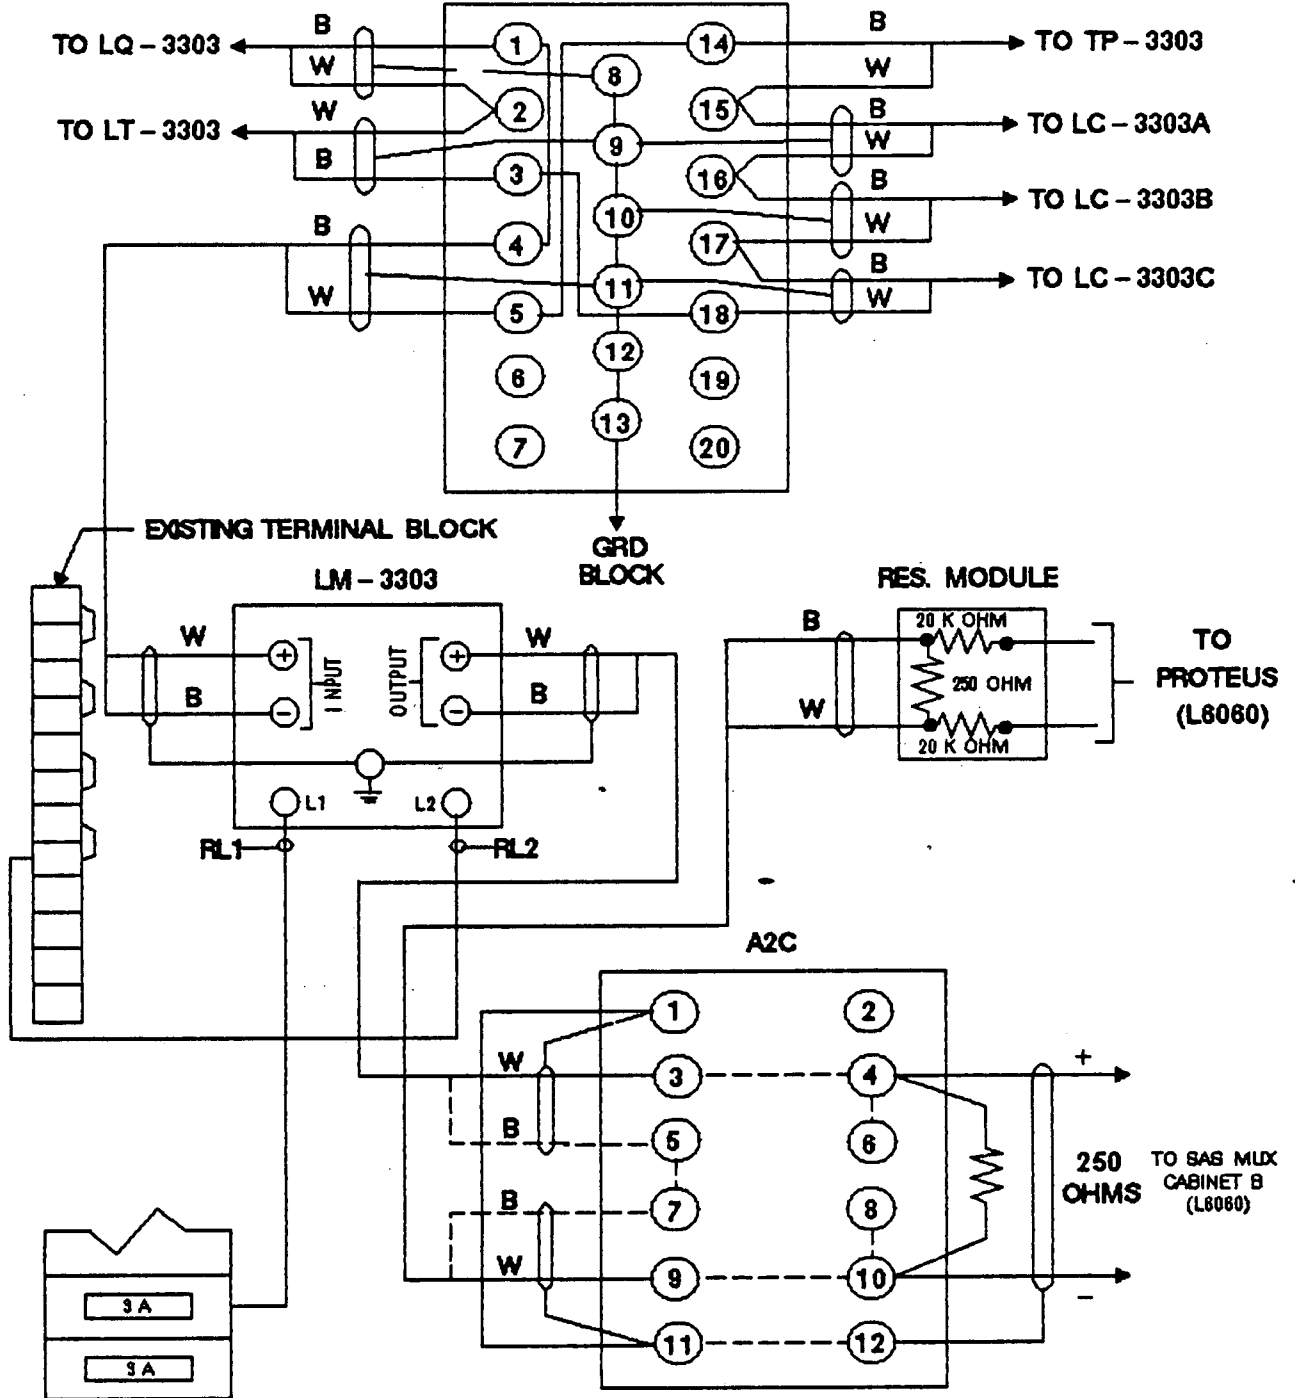 B
TO LQ – 3303
W
1
14
B
TO TP – 3303
W
8
2
15
W
TO LT – 3303
B
B
TO LC – 3303A
W
9
3
16
B
TO LC – 3303B
W
10
B
4
17
B
TO LC – 3303C
W
11
W
5
18
12
6
19
13
7
20
GRD
BLOCK
EXISTING TERMINAL BLOCK
LM – 3303
W
+
INPUT
B
–
OUTPUT
+
W
–
B
L1
L2
RL1
RL2
RES. MODULE
B
20 K OHM
250 OHM
W
20 K OHM
TO
PROTEUS
(L6060)
A2C
1
2
W
3
4
+
B
5
6
250
OHMS
TO SAS MUX
CABINET B
(L6060)
B
7
8
W
9
10
–
11
12
3 A
3 A